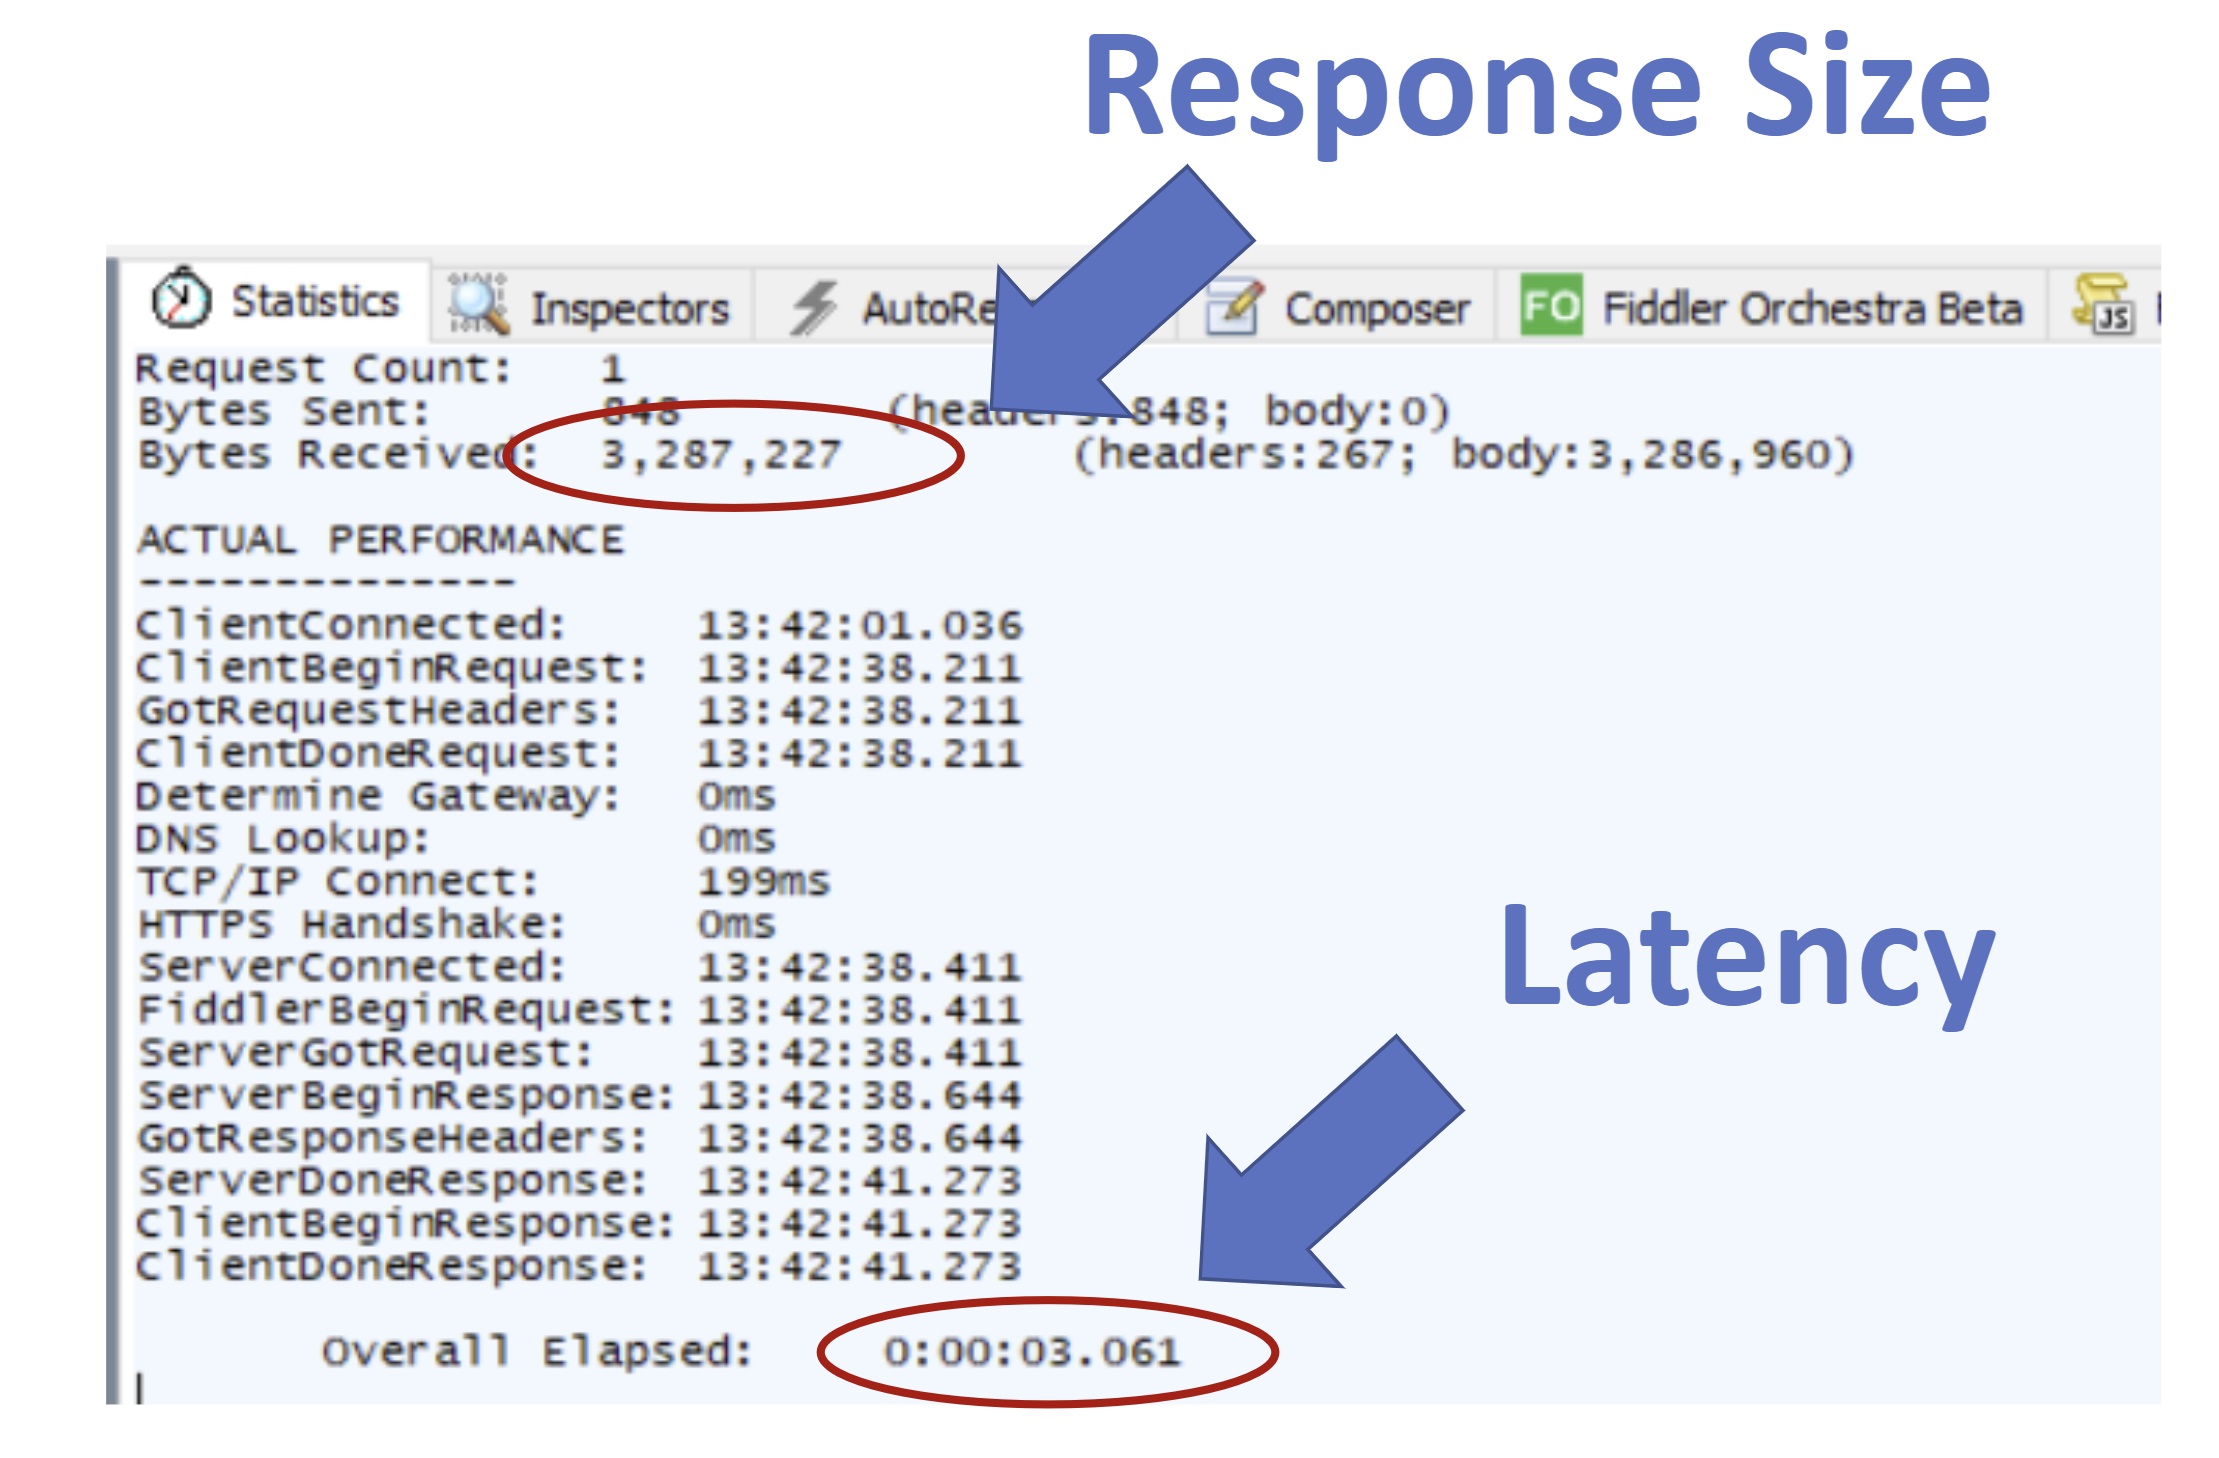 Response Size
Statistics Inspectors AutoRe Composer FO Fiddler Orchestra Beta JS
Request Count: 1
Bytes Sent: 848 (headers:848; body:0)
Bytes Received: 3,287,227 (headers:267; body:3,286,960)
ACTUAL PERFORMANCE
--------------
ClientConnected: 13:42:01.036
ClientBeginRequest: 13:42:38.211
GotRequestHeaders: 13:42:38.211
ClientDoneRequest: 13:42:38.211
Determine Gateway: 0ms
DNS Lookup: 0ms
TCP/IP Connect: 199ms
HTTPS Handshake: 0ms
ServerConnected: 13:42:38.411
FiddlerBeginRequest: 13:42:38.411
ServerGotRequest: 13:42:38.411
ServerBeginResponse: 13:42:38.644
GotResponseHeaders: 13:42:38.644
ServerDoneResponse: 13:42:41.273
ClientBeginResponse: 13:42:41.273
ClientDoneResponse: 13:42:41.273
Overall Elapsed: 0:00:03.061
Latency